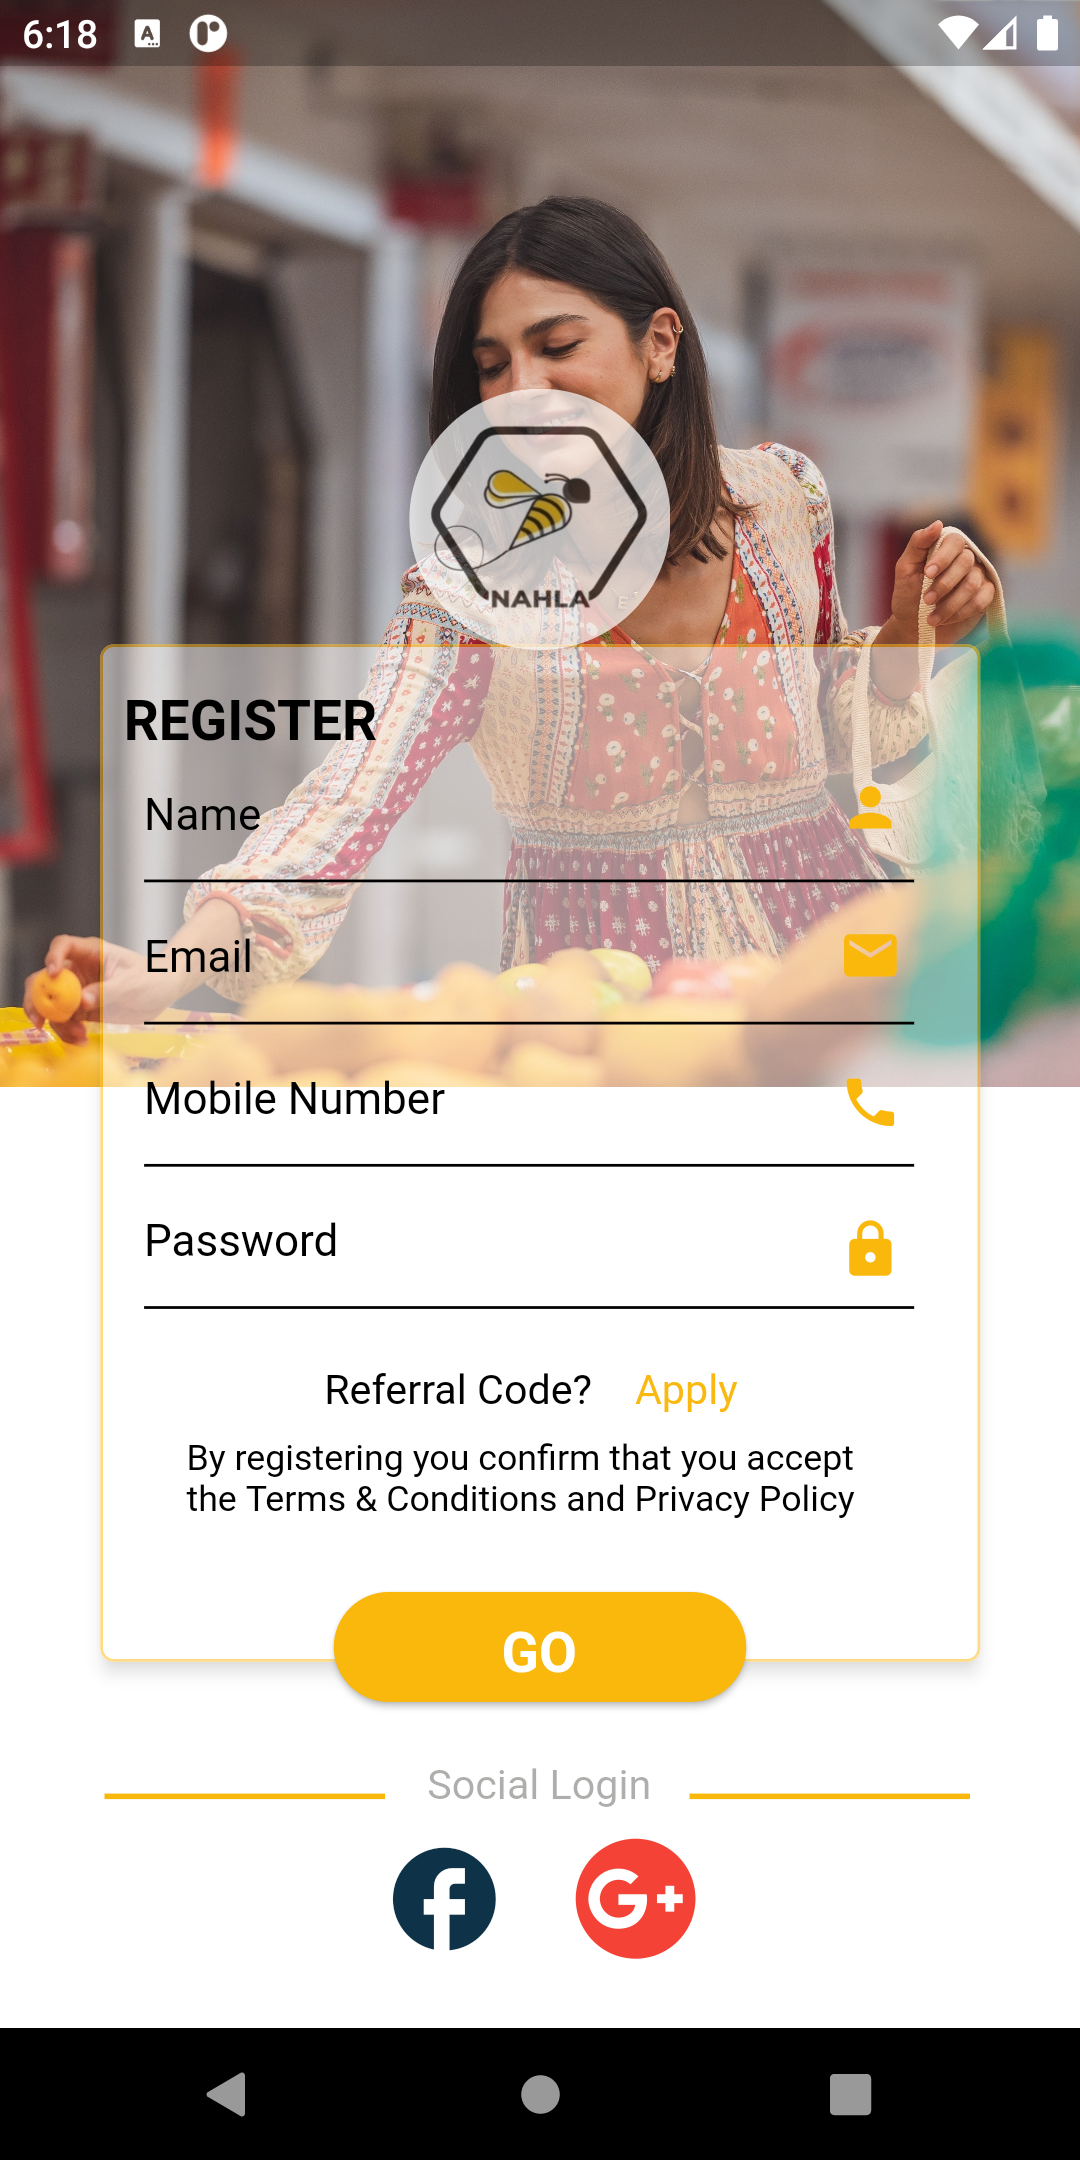 6:18
NAHLA
REGISTER
Name
Email
Mobile Number
Password
Referral Code? Apply
By registering you confirm that you accept
the Terms & Conditions and Privacy Policy
GO
Social Login